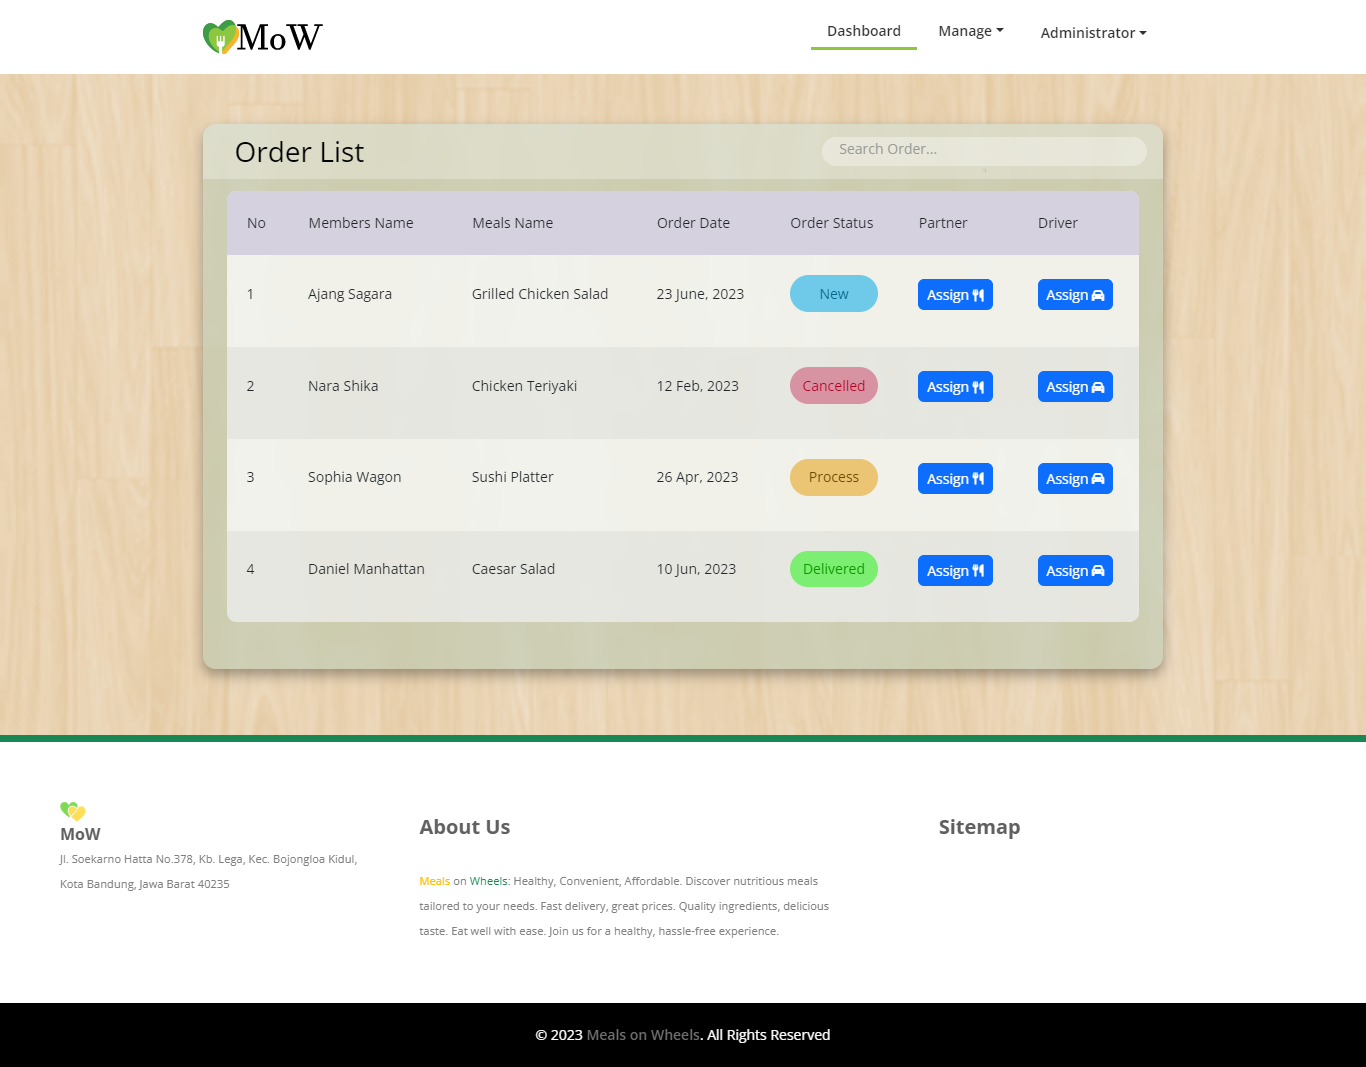 MoW
Dashboard Manage Administrator
Order List
Search Order...
No Members Name Meals Name Order Date Order Status Partner Driver
1 Ajang Sagara Grilled Chicken Salad 23 June, 2023 New Assign Assign
2 Nara Shika Chicken Teriyaki 12 Feb, 2023 Cancelled Assign Assign
3 Sophia Wagon Sushi Platter 26 Apr, 2023 Process Assign Assign
4 Daniel Manhattan Caesar Salad 10 Jun, 2023 Delivered Assign Assign
MoW
Jl. Soekarno Hatta No.378, Kb. Lega, Kec. Bojongloa Kidul,
Kota Bandung, Jawa Barat 40235
About Us
Meals on Wheels: Healthy, Convenient, Affordable. Discover nutritious meals
tailored to your needs. Fast delivery, great prices. Quality ingredients, delicious
taste. Eat well with ease. Join us for a healthy, hassle-free experience.
Sitemap
© 2023 Meals on Wheels. All Rights Reserved